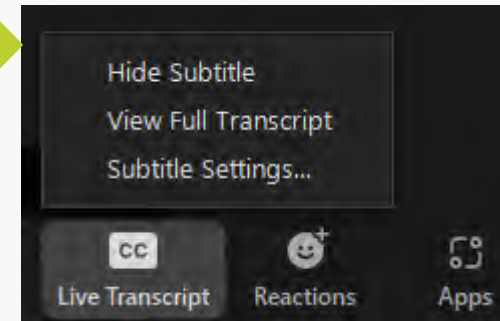 Hide Subtitle
View Full Transcript
Subtitle Settings...
CC
Live Transcript
Reactions
Apps